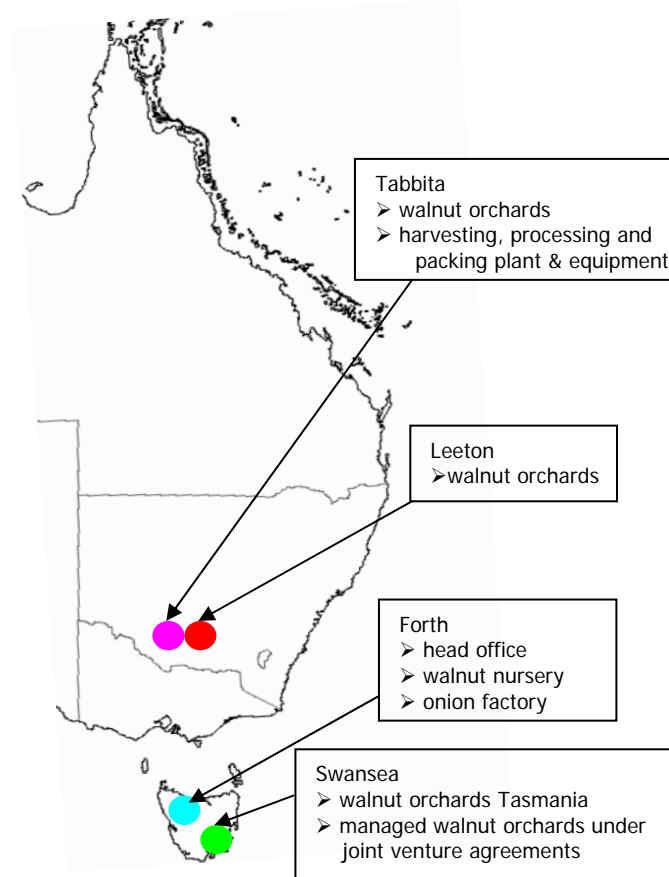 Tabbita
➢ walnut orchards
➢ harvesting, processing and
packing plant & equipment
Leeton
➢walnut orchards
Forth
➢ head office
➢ walnut nursery
➢ onion factory
Swansea
➢ walnut orchards Tasmania
➢ managed walnut orchards under
joint venture agreements